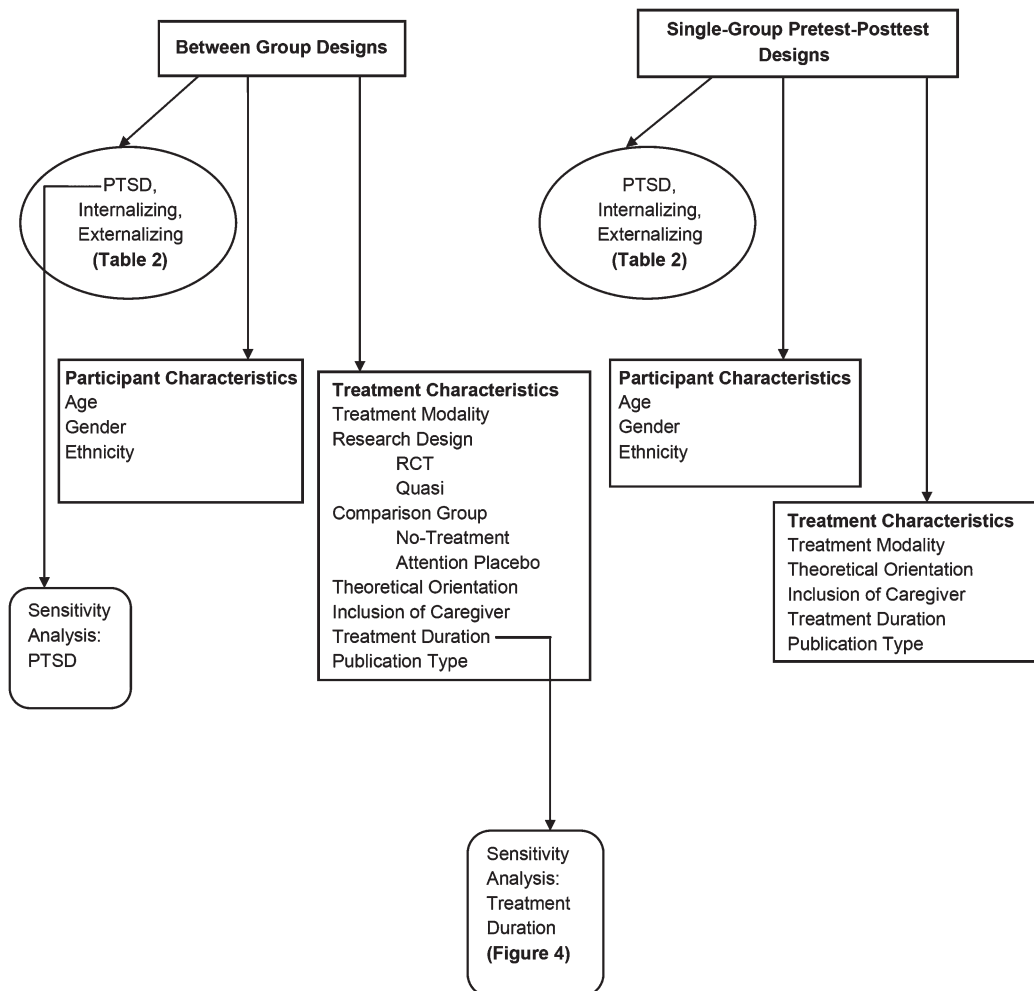 Between Group Designs
PTSD,
Internalizing,
Externalizing
(Table 2)
Participant Characteristics
Age
Gender
Ethnicity
Treatment Characteristics
Treatment Modality
Research Design
RCT
Quasi
Comparison Group
No-Treatment
Attention Placebo
Theoretical Orientation
Inclusion of Caregiver
Treatment Duration
Publication Type
Sensitivity
Analysis:
PTSD
Sensitivity
Analysis:
Treatment
Duration
(Figure 4)
Single-Group Pretest-Posttest
Designs
PTSD,
Internalizing,
Externalizing
(Table 2)
Participant Characteristics
Age
Gender
Ethnicity
Treatment Characteristics
Treatment Modality
Theoretical Orientation
Inclusion of Caregiver
Treatment Duration
Publication Type